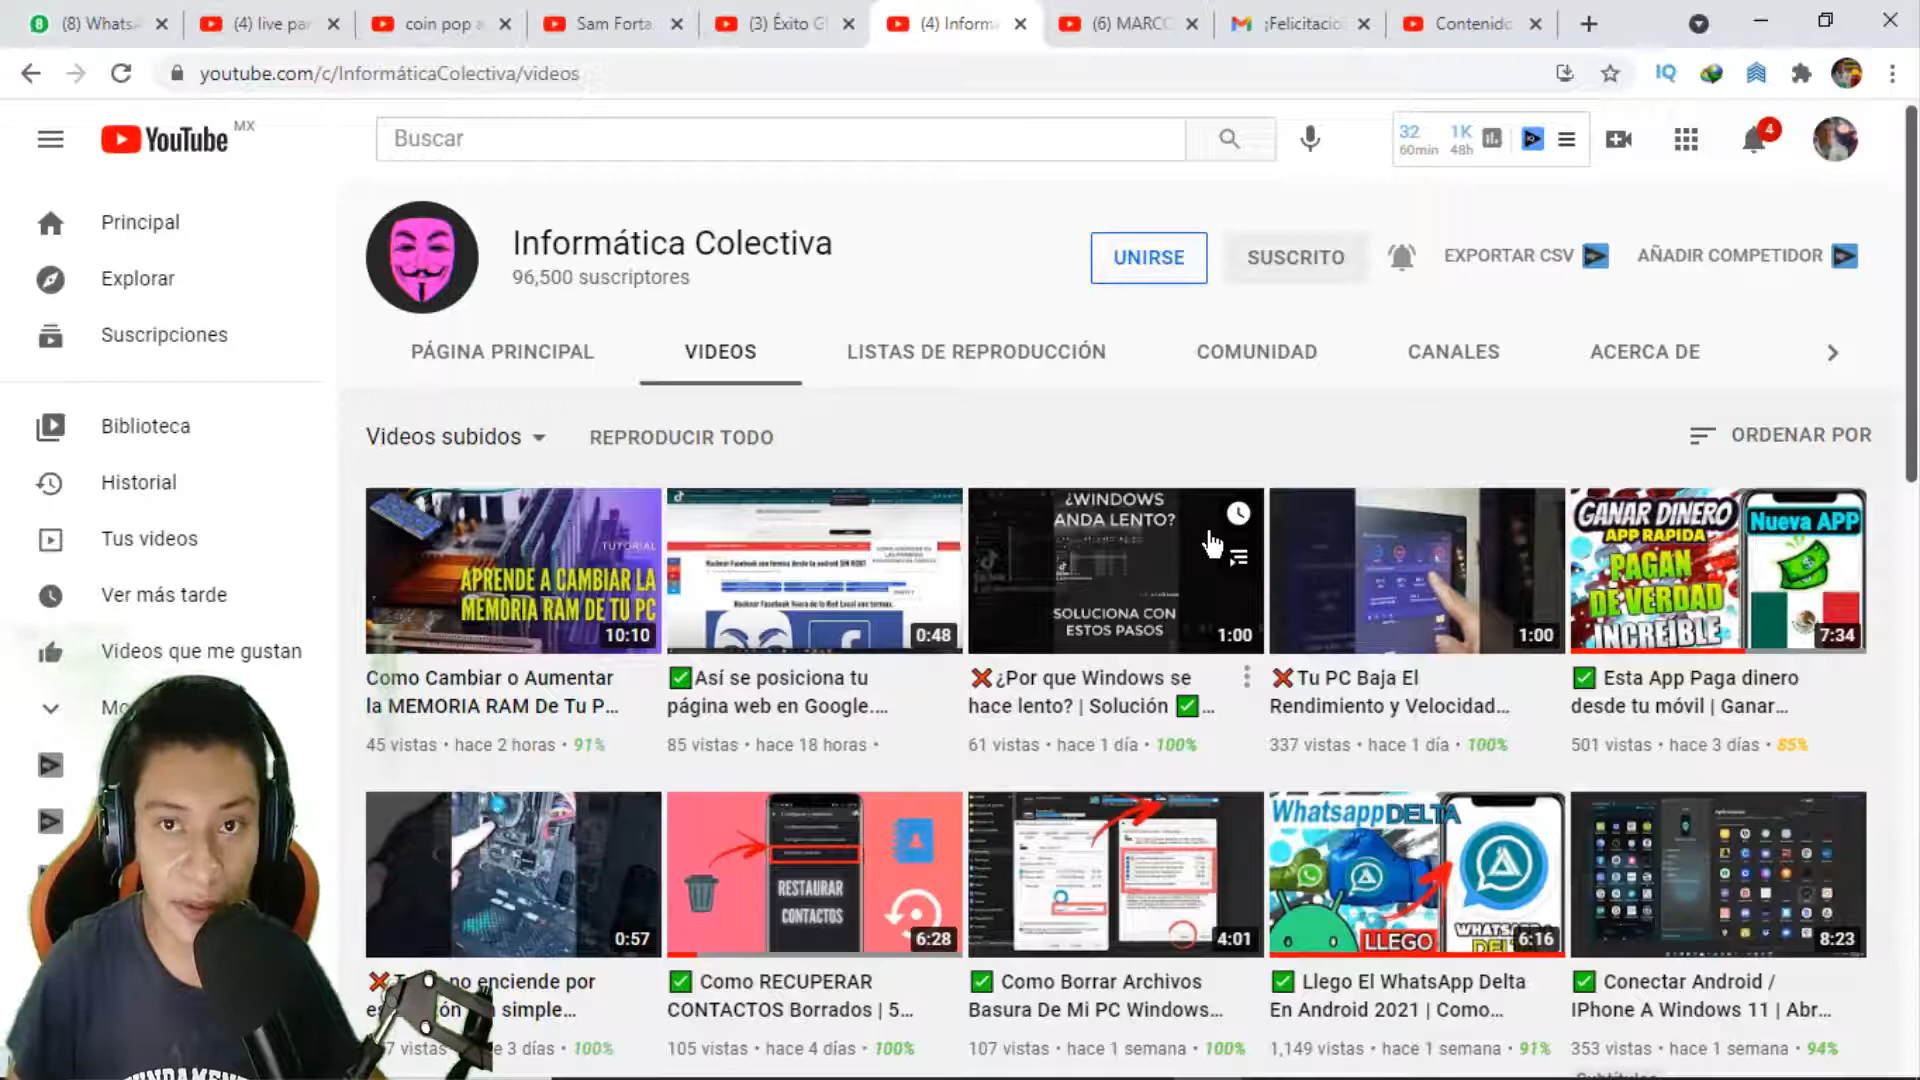 (8) Whats
(4) live par
coin pop a
Sam Forta
(3) Éxito G
(4) Inform
(6) MARCO
¡Felicitacio
Contenido
youtube.com/c/InformáticaColectiva/videos
YouTube MX
Buscar
32 60min
1K 48h
4
Principal
Explorar
Suscripciones
Biblioteca
Historial
Tus videos
Ver más tarde
Videos que me gustan
Informática Colectiva
96,500 suscriptores
UNIRSE
SUSCRITO
EXPORTAR CSV
AÑADIR COMPETIDOR
PÁGINA PRINCIPAL
VIDEOS
LISTAS DE REPRODUCCIÓN
COMUNIDAD
CANALES
ACERCA DE
Videos subidos
REPRODUCIR TODO
ORDENAR POR
TUTORIAL
APRENDE A CAMBIAR LA
MEMORIA RAM DE TU PC
10:10
0:48
¿WINDOWS
ANDA LENTO?
SOLUCIONA CON
ESTOS PASOS
1:00
1:00
GANAR DINERO
APP RAPIDA
PAGAN
DE VERDAD
INCREÍBLE
Nueva APP
7:34
Como Cambiar o Aumentar
la MEMORIA RAM De Tu P...
45 vistas • hace 2 horas • 91%
✅Así se posiciona tu
página web en Google....
85 vistas • hace 18 horas •
❌¿Por que Windows se
hace lento? | Solución ✅...
61 vistas • hace 1 día • 100%
❌Tu PC Baja El
Rendimiento y Velocidad...
337 vistas • hace 1 día • 100%
✅ Esta App Paga dinero
desde tu móvil | Ganar...
501 vistas • hace 3 días • 85%
0:57
RESTAURAR
CONTACTOS
6:28
4:01
WhatsappDELTA
LLEGO
6:16
8:23
no enciende por
simple...
7 vistas e 3 días • 100%
✅ Como RECUPERAR
CONTACTOS Borrados | 5...
105 vistas • hace 4 días • 100%
✅ Como Borrar Archivos
Basura De Mi PC Windows...
107 vistas • hace 1 semana • 100%
✅ Llego El WhatsApp Delta
En Android 2021 | Como...
1,149 vistas • hace 1 semana • 91%
✅ Conectar Android /
IPhone A Windows 11 | Abr...
353 vistas • hace 1 semana • 94%